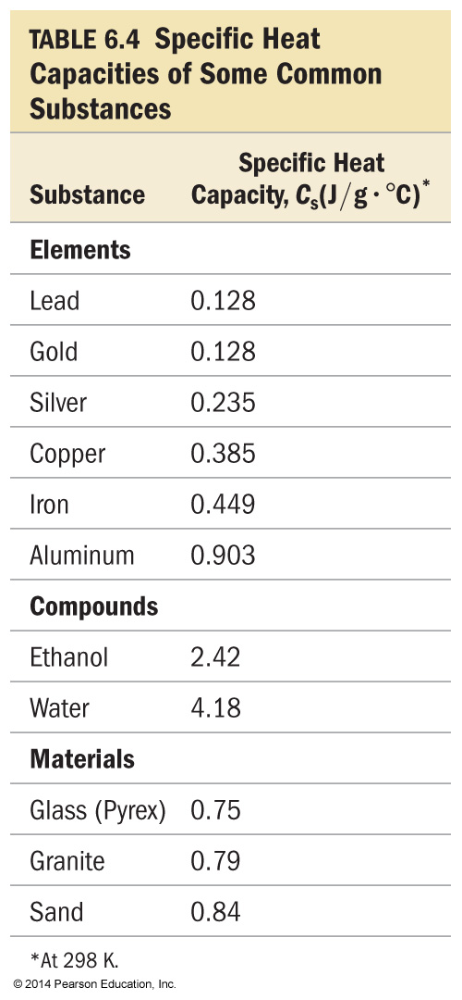 TABLE 6.4 Specific Heat
Capacities of Some Common
Substances
Substance
Specific Heat
Capacity, Cs(J/g · °C)*
Elements
Lead 0.128
Gold 0.128
Silver 0.235
Copper 0.385
Iron 0.449
Aluminum 0.903
Compounds
Ethanol 2.42
Water 4.18
Materials
Glass (Pyrex) 0.75
Granite 0.79
Sand 0.84
*At 298 K.
© 2014 Pearson Education, Inc.